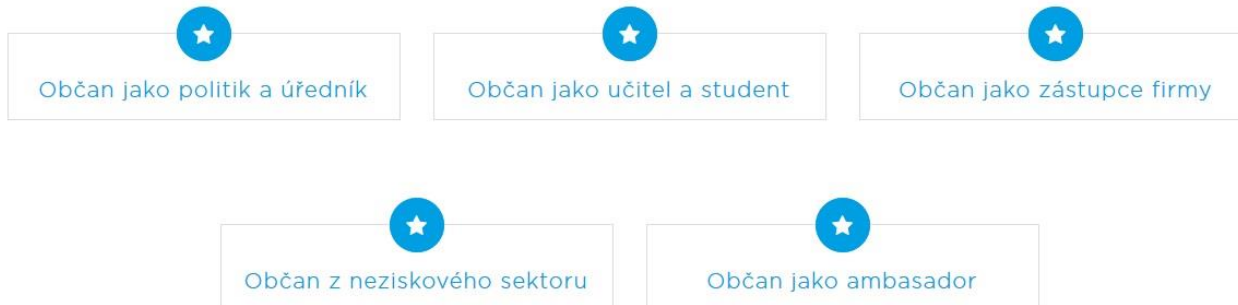 Občan jako politik a úředník
Občan jako učitel a student
Občan jako zástupce firmy
Občan z neziskového sektoru
Občan jako ambasador